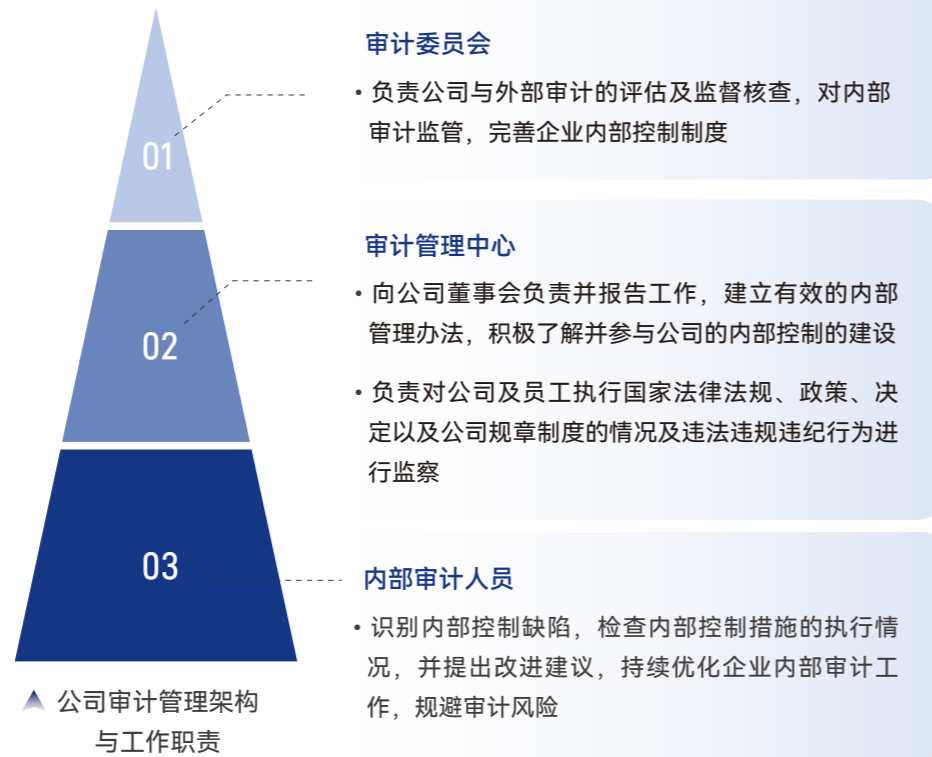 01
审计委员会
• 负责公司与外部审计的评估及监督核查，对内部
审计监管，完善企业内部控制制度
02
审计管理中心
• 向公司董事会负责并报告工作，建立有效的内部
管理办法，积极了解并参与公司的内部控制的建设
• 负责对公司及员工执行国家法律法规、政策、决
定以及公司规章制度的情况及违法违规违纪行为进
行监察
03
内部审计人员
• 识别内部控制缺陷，检查内部控制措施的执行情
况，并提出改进建议，持续优化企业内部审计工
作，规避审计风险
公司审计管理架构
与工作职责